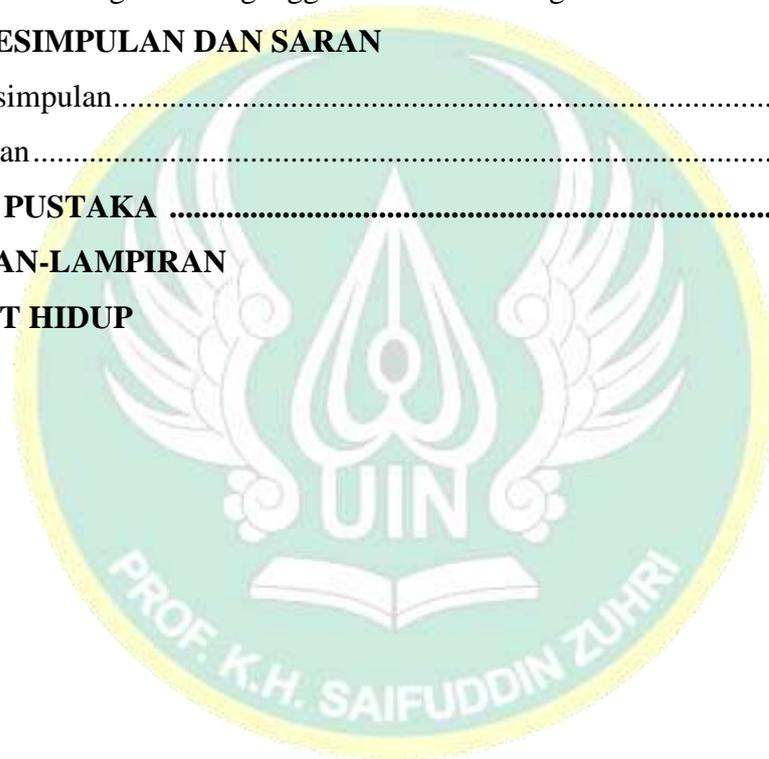 ESIMPULAN DAN SARAN
simpulan..........................................................................................
an....................................................................................................
PUSTAKA ..................................................................................
AN-LAMPIRAN
T HIDUP
UIN
PROF. K.H. SAIFUDDIN ZUHRI